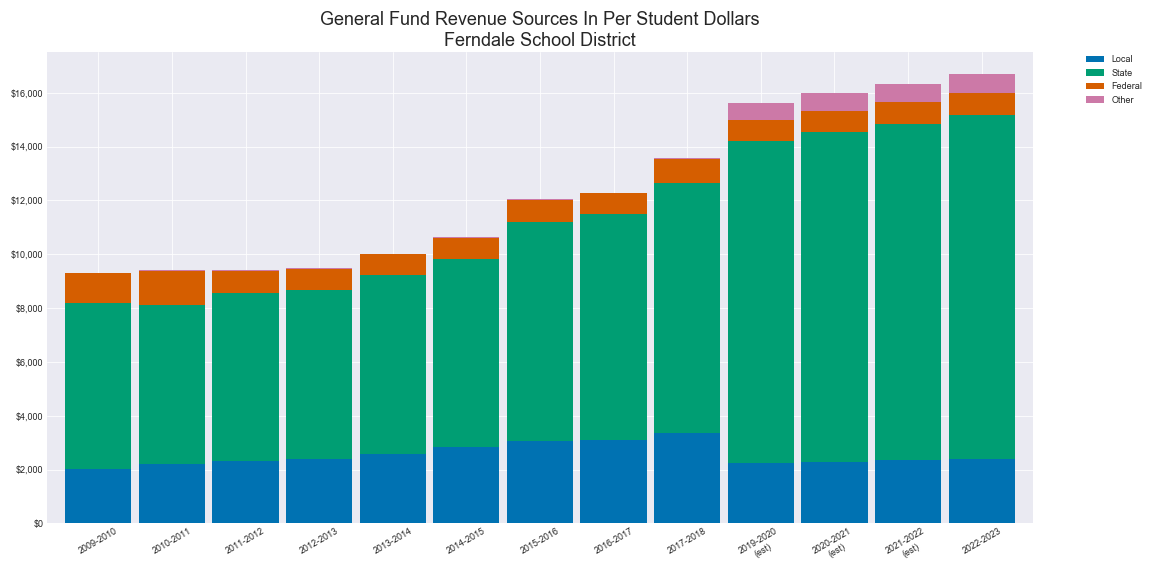 General Fund Revenue Sources In Per Student Dollars
Ferndale School District
Local
State
Federal
Other
$16,000
$14,000
$12,000
$10,000
$8,000
$6,000
$4,000
$2,000
$0
2009-2010
2010-2011
2011-2012
2012-2013
2013-2014
2014-2015
2015-2016
2016-2017
2017-2018
2019-2020
(est)
2020-2021
(est)
2021-2022
(est)
2022-2023